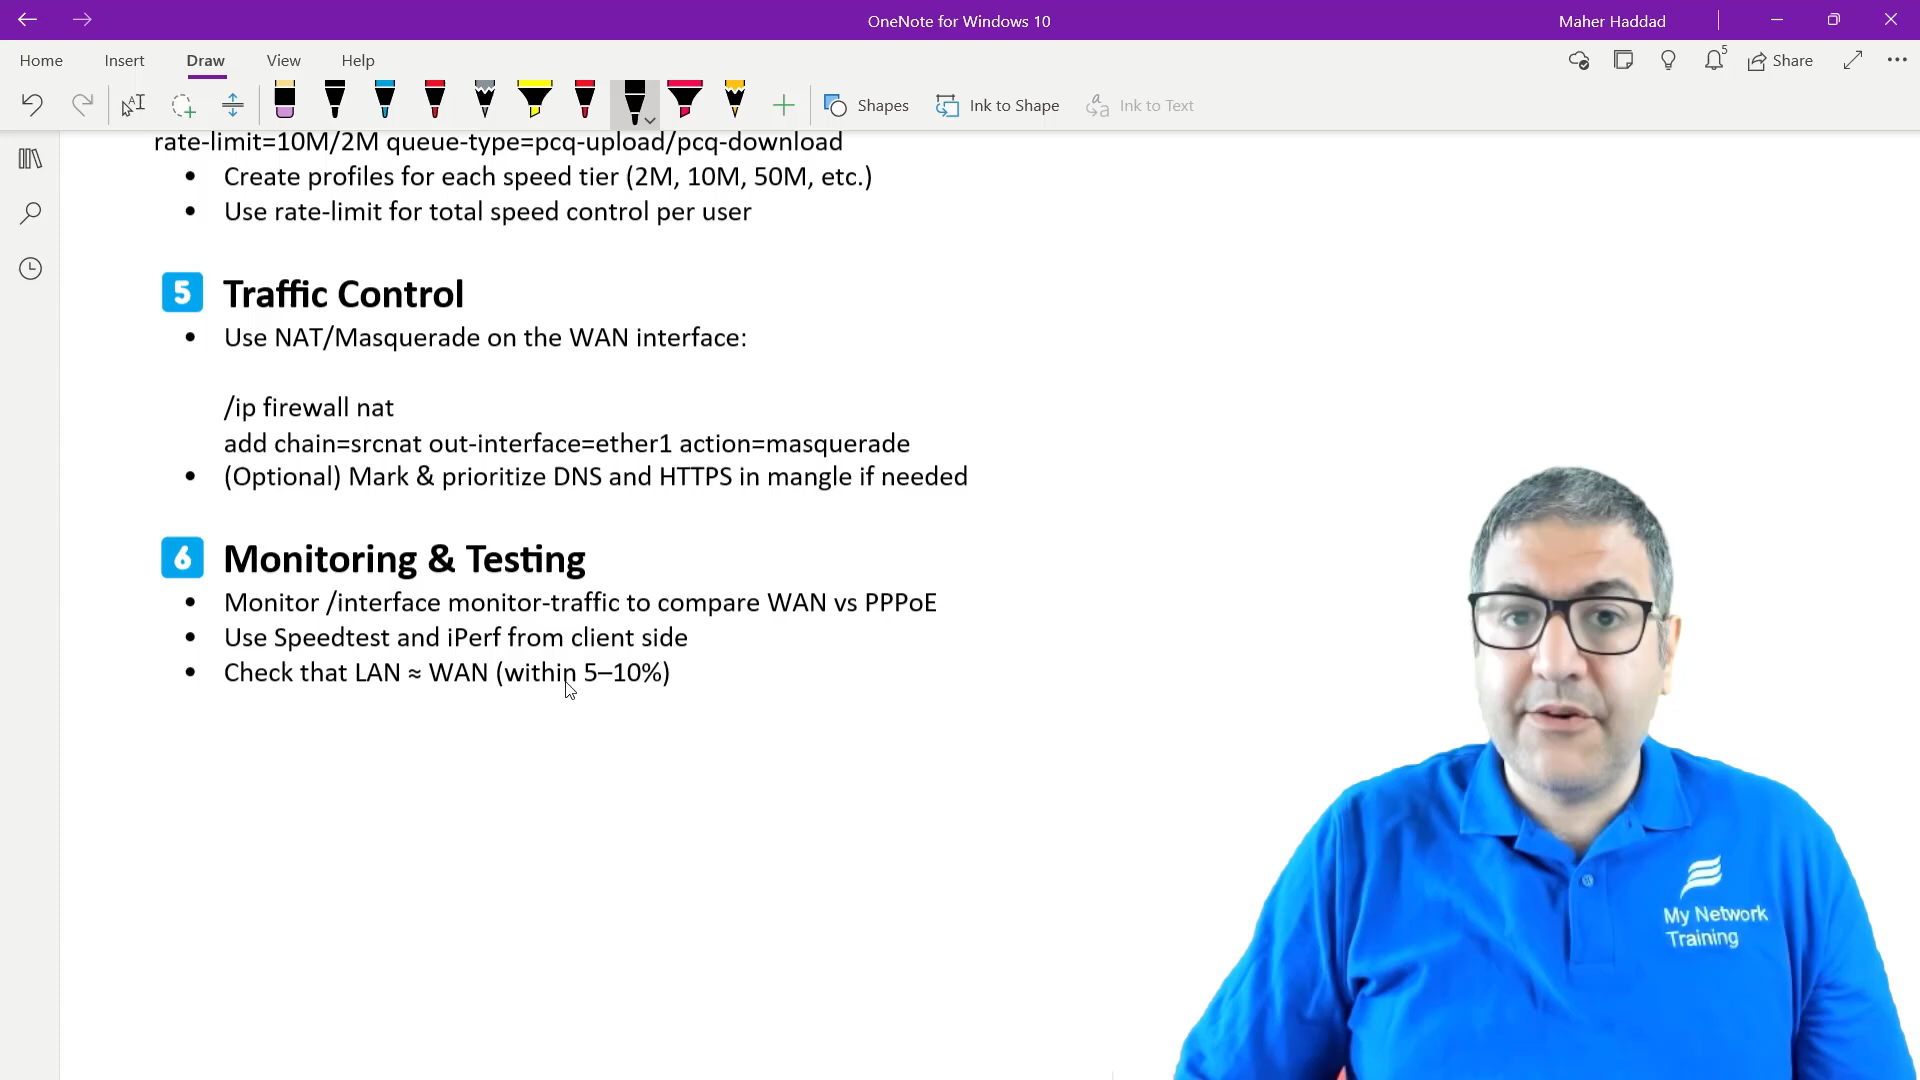 OneNote for Windows 10
Maher Haddad
Home Insert Draw View Help
5
Share
Shapes Ink to Shape Ink to Text
rate-limit=10M/2M queue-type=pcq-upload/pcq-download
• Create profiles for each speed tier (2M, 10M, 50M, etc.)
• Use rate-limit for total speed control per user
5 Traffic Control
• Use NAT/Masquerade on the WAN interface:
/ip firewall nat
add chain=srcnat out-interface=ether1 action=masquerade
• (Optional) Mark & prioritize DNS and HTTPS in mangle if needed
6 Monitoring & Testing
• Monitor /interface monitor-traffic to compare WAN vs PPPoE
• Use Speedtest and iPerf from client side
• Check that LAN ≈ WAN (within 5–10%)
My Network
Training